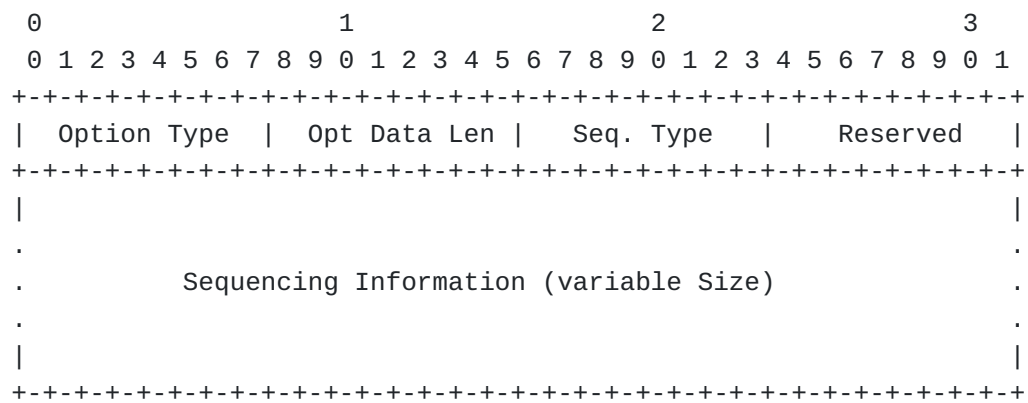 0                   1                   2                   3
 0 1 2 3 4 5 6 7 8 9 0 1 2 3 4 5 6 7 8 9 0 1 2 3 4 5 6 7 8 9 0 1
+-+-+-+-+-+-+-+-+-+-+-+-+-+-+-+-+-+-+-+-+-+-+-+-+-+-+-+-+-+-+-+-+
|  Option Type  |  Opt Data Len |   Seq. Type   |    Reserved   |
+-+-+-+-+-+-+-+-+-+-+-+-+-+-+-+-+-+-+-+-+-+-+-+-+-+-+-+-+-+-+-+-+
|                                                               |
.                                                               .
.          Sequencing Information (variable Size)               .
.                                                               .
|                                                               |
+-+-+-+-+-+-+-+-+-+-+-+-+-+-+-+-+-+-+-+-+-+-+-+-+-+-+-+-+-+-+-+-+